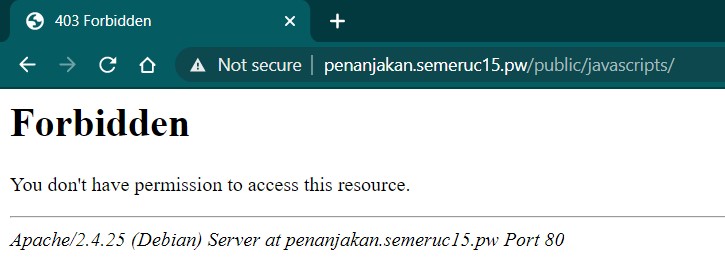 403 Forbidden
Not secure | penanjakan.semeruc15.pw/public/javascripts/
Forbidden
You don't have permission to access this resource.
Apache/2.4.25 (Debian) Server at penanjakan.semeruc15.pw Port 80